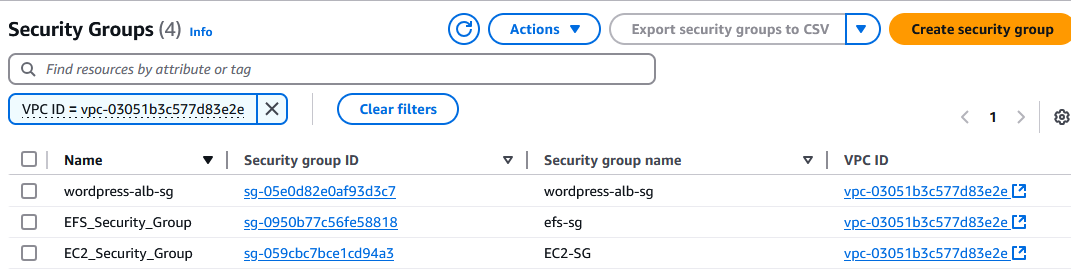 Security Groups (4) Info
Actions
Export security groups to CSV
Create security group
Find resources by attribute or tag
VPC ID = vpc-03051b3c577d83e2e
Clear filters
1
Name Security group ID Security group name VPC ID
wordpress-alb-sg sg-05e0d82e0af93d3c7 wordpress-alb-sg vpc-03051b3c577d83e2e
EFS_Security_Group sg-0950b77c56fe58818 efs-sg vpc-03051b3c577d83e2e
EC2_Security_Group sg-059cbc7bce1cd94a3 EC2-SG vpc-03051b3c577d83e2e